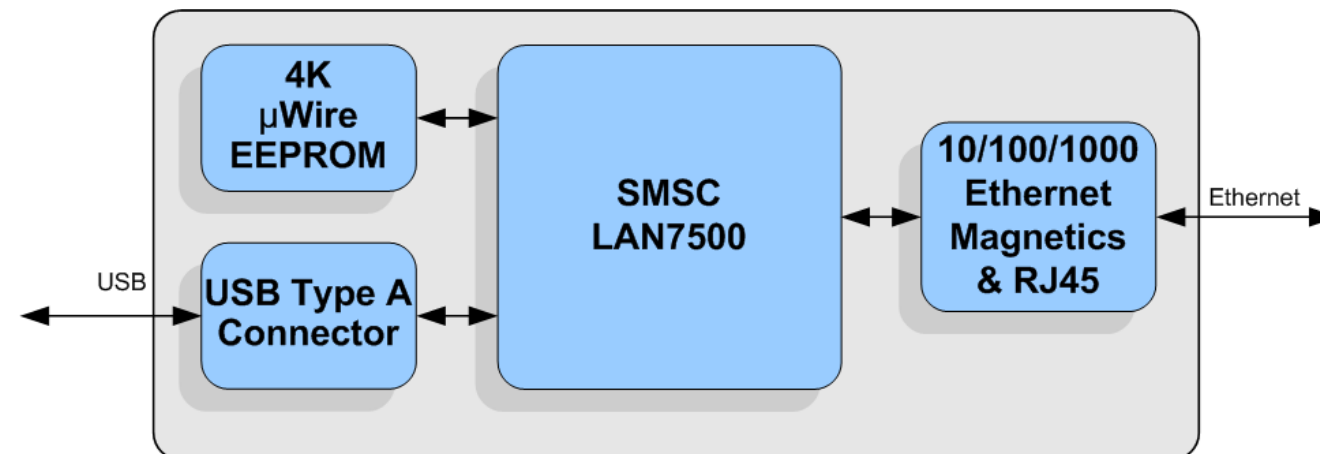 4K
µWire
EEPROM
SMSC
LAN7500
10/100/1000
Ethernet
Magnetics
& RJ45
Ethernet
USB
USB Type A
Connector